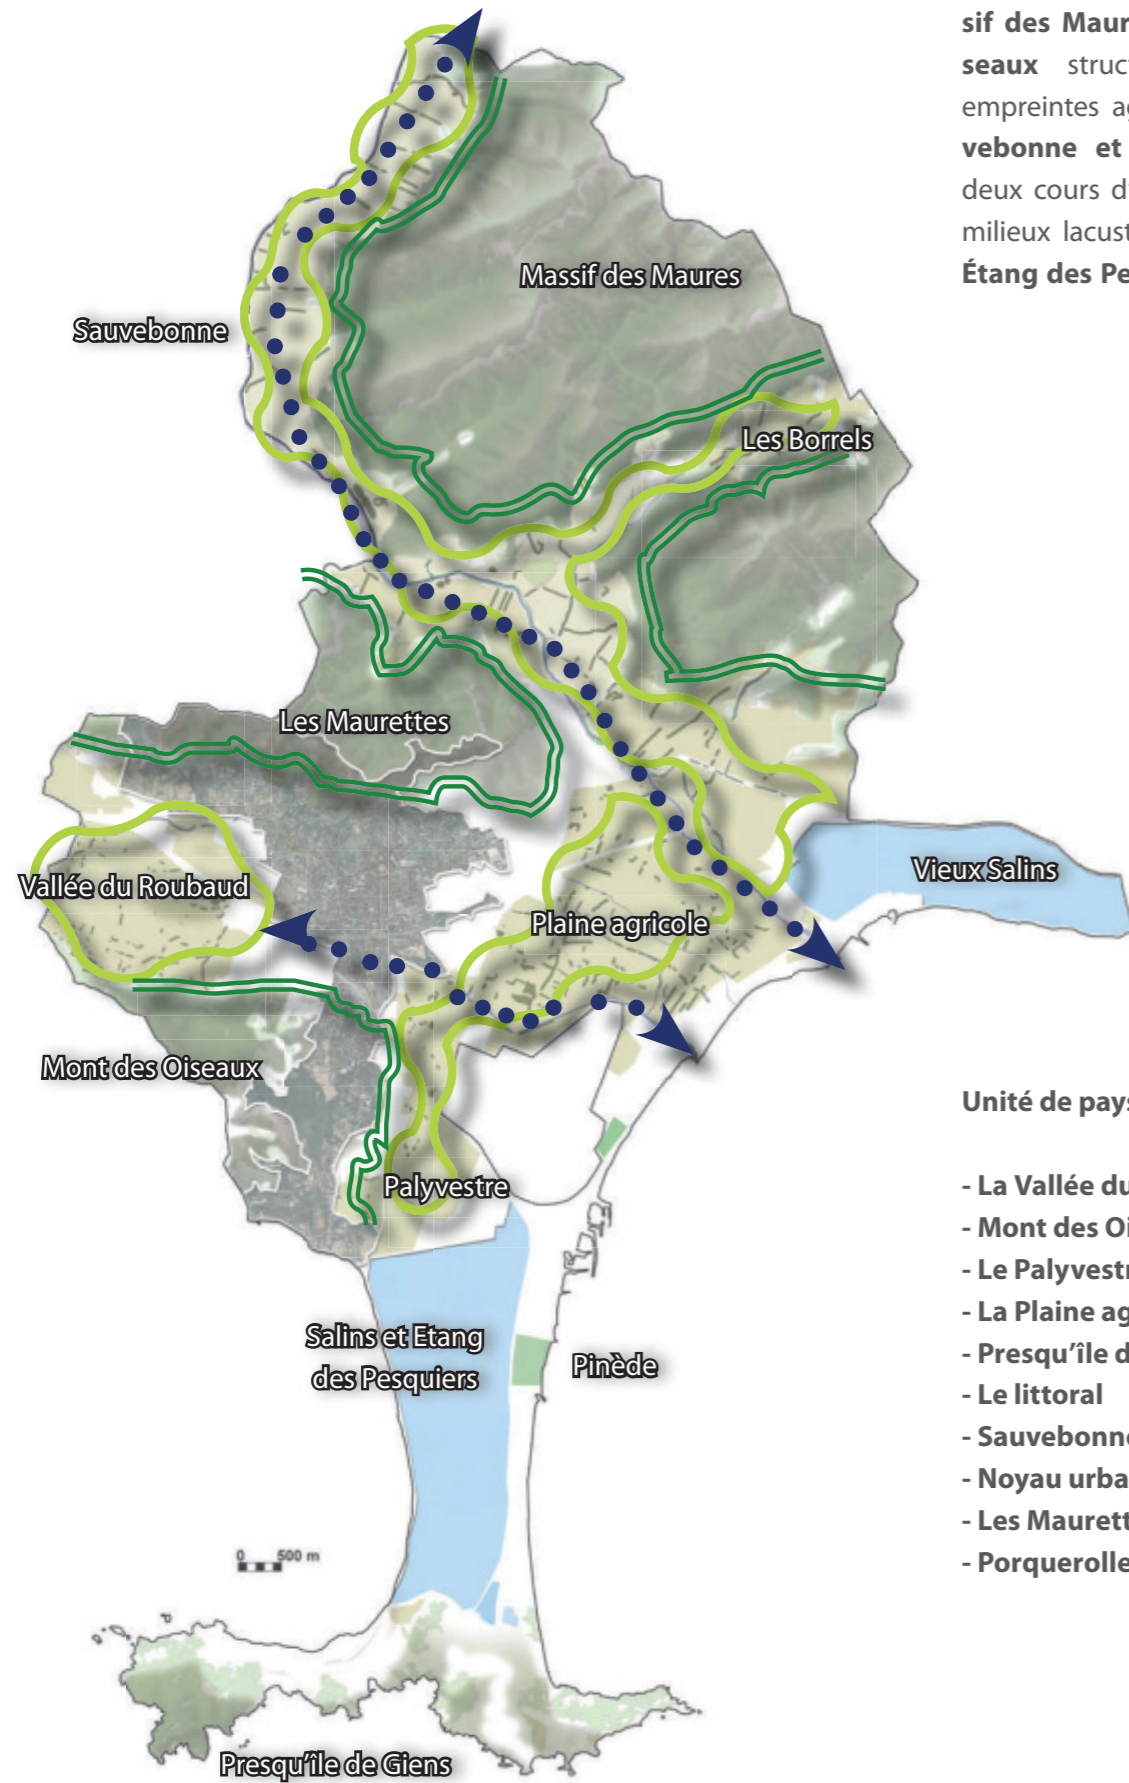 sif des Maur
seaux struc
empreintes a
vebonne et
deux cours d
milieux lacust
Étang des Pe
Massif des Maures
Sauvebonne
Les Borrels
Les Maurettes
Vallée du Roubaud
Vieux Salins
Plaine agricole
Mont des Oiseaux
Palyvestre
Salins et Etang
des Pesquiers
Pinède
0 500 m
Presqu'île de Giens
Unité de pays
- La Vallée du
- Mont des Oi
- Le Palyvestr
- La Plaine ag
- Presqu'île d
- Le littoral
- Sauvebonne
- Noyau urba
- Les Maurett
- Porquerolle